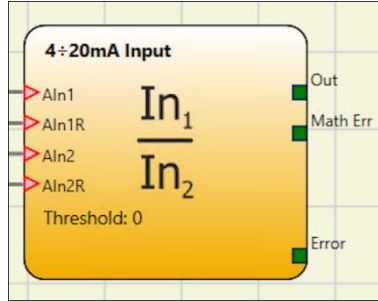 4÷20mA Input
AIn1
AIn1R
AIn2
AIn2R
In₁
In₂
Threshold: 0
Out
Math Err
Error